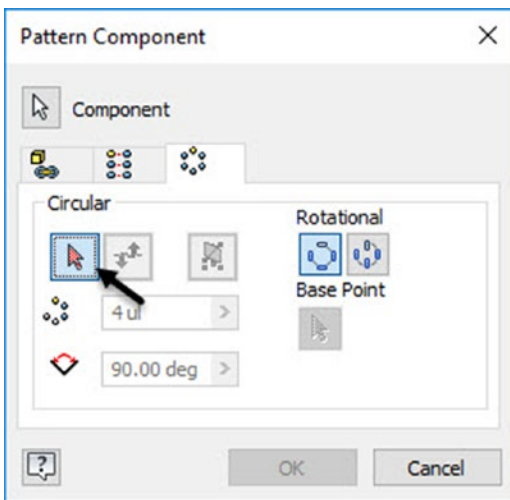 Pattern Component
Component
Circular
Rotational
Base Point
4 ul
90.00 deg
OK
Cancel